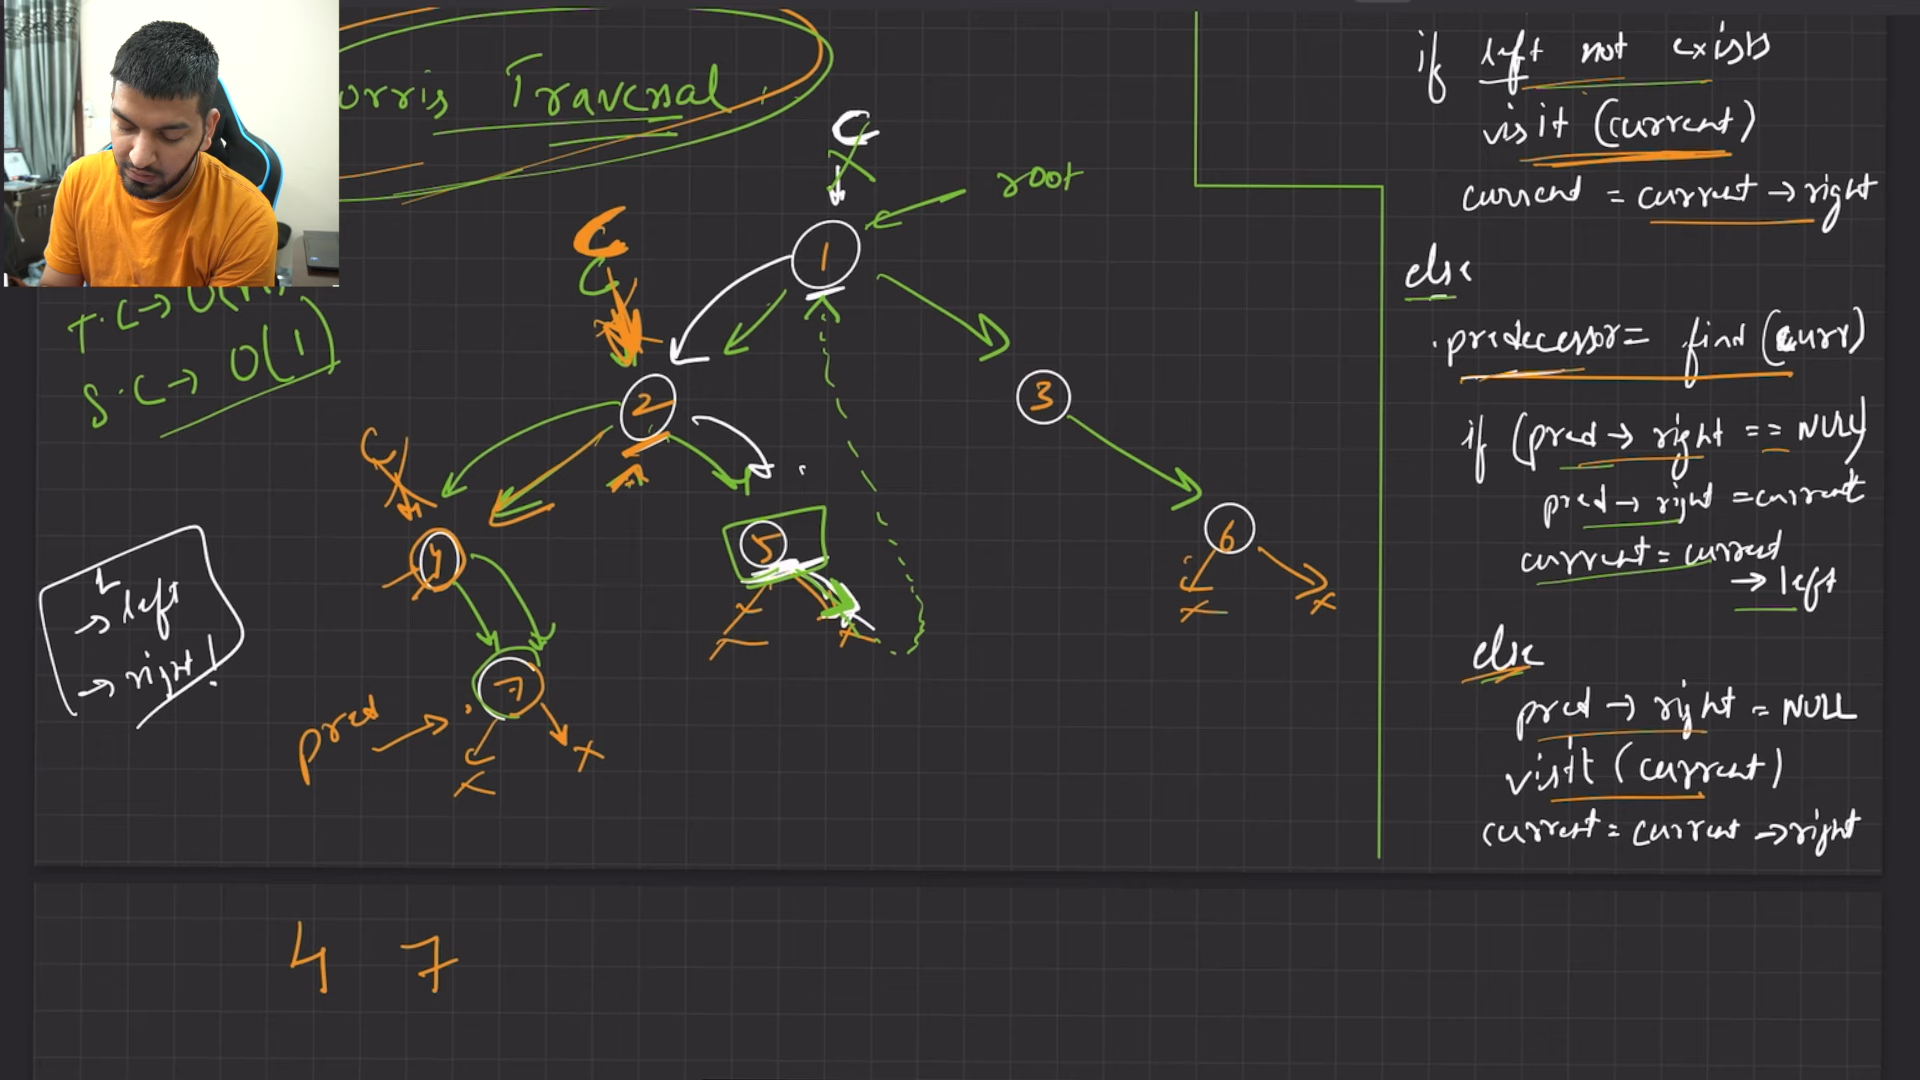 orris Traversal
T.C → O(n)
S.C → O(1)
C
root
1
C
C
2
3
C
4
5
6
7
pred →
L
→ left
→ right!
4 7
if left not exists
visit (current)
current = current → right
else
predecessor = find (curr)
if (pred → right == NULL)
pred → right = current
current = current
→ left
else
pred → right = NULL
visit (current)
current = current → right